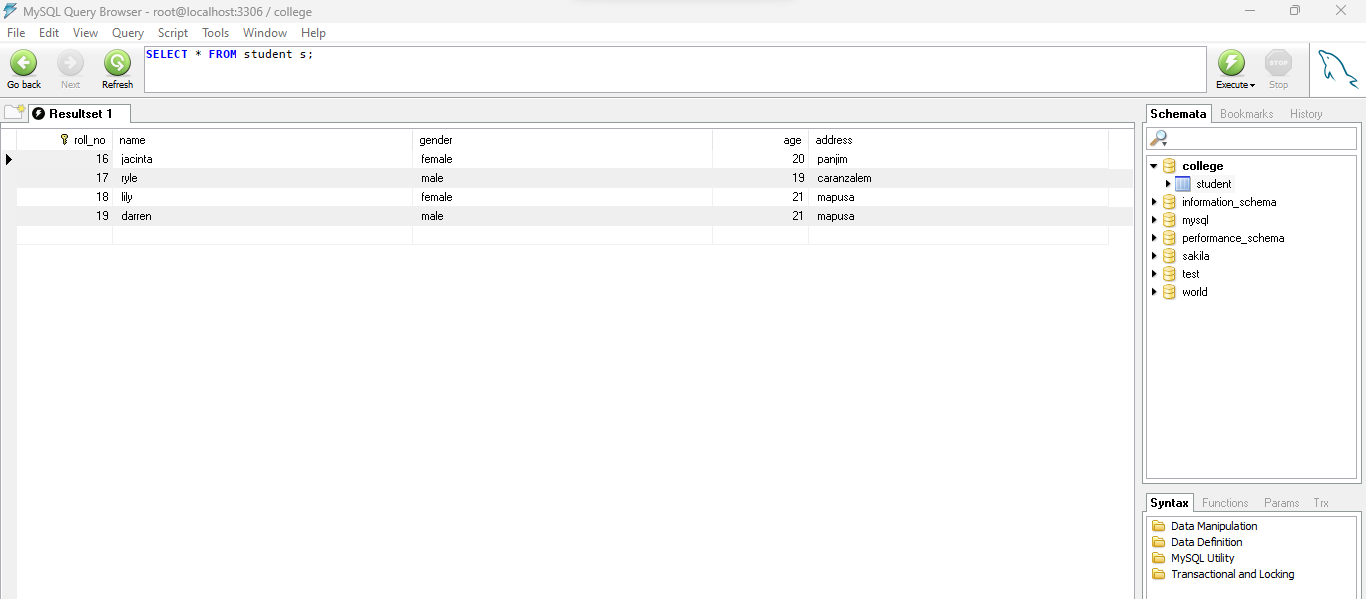 MySQL Query Browser - root@localhost:3306 / college
File Edit View Query Script Tools Window Help
SELECT * FROM student s;
Go back Next Refresh Execute STOP Stop
Resultset 1
roll_no name gender age address
16 jacinta female 20 panjim
17 ryle male 19 caranzalem
18 lily female 21 mapusa
19 darren male 21 mapusa
Schemata Bookmarks History
college
student
information_schema
mysql
performance_schema
sakila
test
world
Syntax Functions Params Trx
Data Manipulation
Data Definition
MySQL Utility
Transactional and Locking